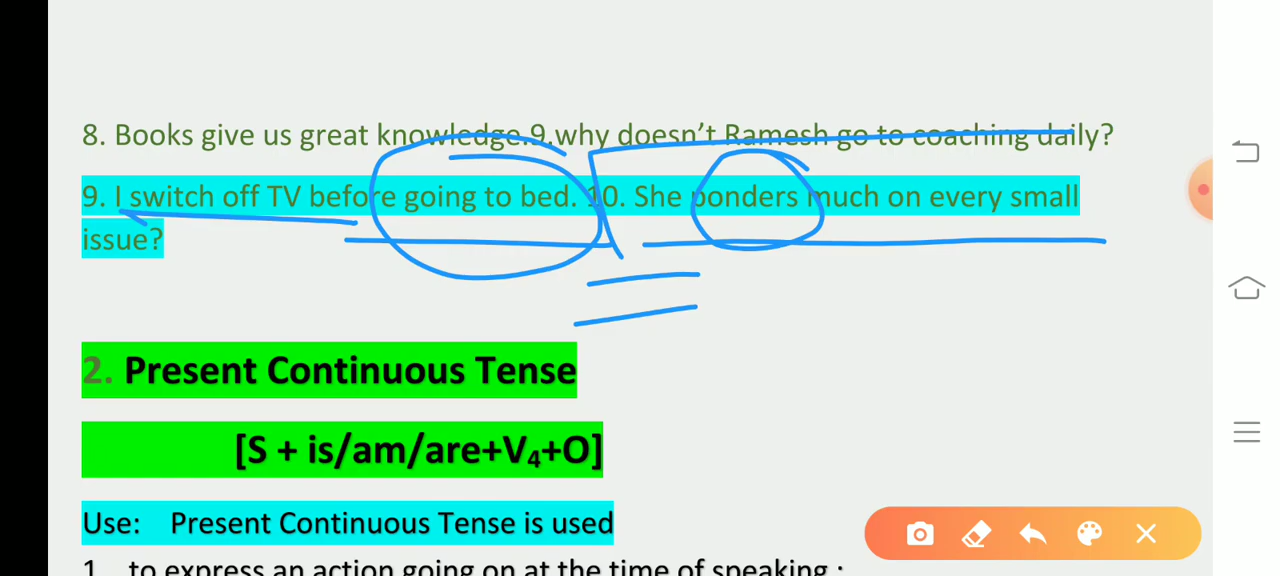 8. Books give us great knowledge.9.why doesn't Ramesh go to coaching daily?
9. I switch off TV before going to bed. 10. She ponders much on every small
issue?
2. Present Continuous Tense
[S + is/am/are+V₄+O]
Use: Present Continuous Tense is used
1. to express an action going on at the time of speaking :